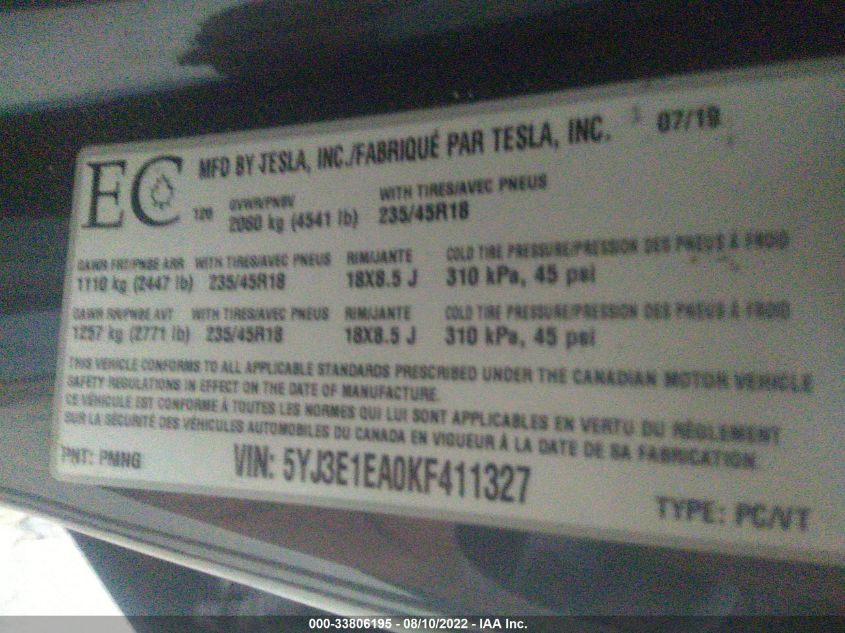 EC
MFD BY TESLA, INC./FABRIQUÉ PAR TESLA, INC. 07/19
120
GVWR/PNBV WITH TIRES/AVEC PNEUS
2060 kg (4541 lb) 235/45R18
GAWR FRT/PNBE ARR WITH TIRES/AVEC PNEUS RIM/JANTE COLD TIRE PRESSURE/PRESSION DES PNEUS À FROID
1110 kg (2447 lb) 235/45R18 18X8.5 J 310 kPa, 45 psi
GAWR RR/PNBE AVT WITH TIRES/AVEC PNEUS RIM/JANTE COLD TIRE PRESSURE/PRESSION DES PNEUS À FROID
1257 kg (2771 lb) 235/45R18 18X8.5 J 310 kPa, 45 psi
THIS VEHICLE CONFORMS TO ALL APPLICABLE STANDARDS PRESCRIBED UNDER THE CANADIAN MOTOR VEHICLE
SAFETY REGULATIONS IN EFFECT ON THE DATE OF MANUFACTURE.
CE VÉHICULE EST CONFORME À TOUTES LES NORMES QUI LUI SONT APPLICABLES EN VERTU DU RÈGLEMENT
SUR LA SÉCURITÉ DES VÉHICULES AUTOMOBILES DU CANADA EN VIGUEUR À LA DATE DE SA FABRICATION.
PNT: PMNG VIN: 5YJ3E1EA0KF411327 TYPE: PC/VT
000-33806195 - 08/10/2022 - IAA Inc.